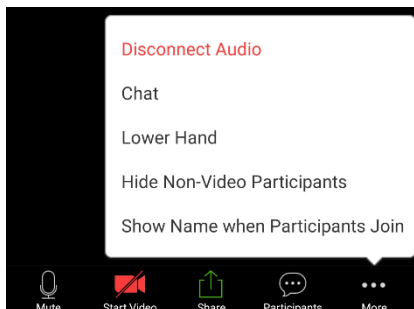 Disconnect Audio
Chat
Lower Hand
Hide Non-Video Participants
Show Name when Participants Join
Mute Start Video Share Participants More